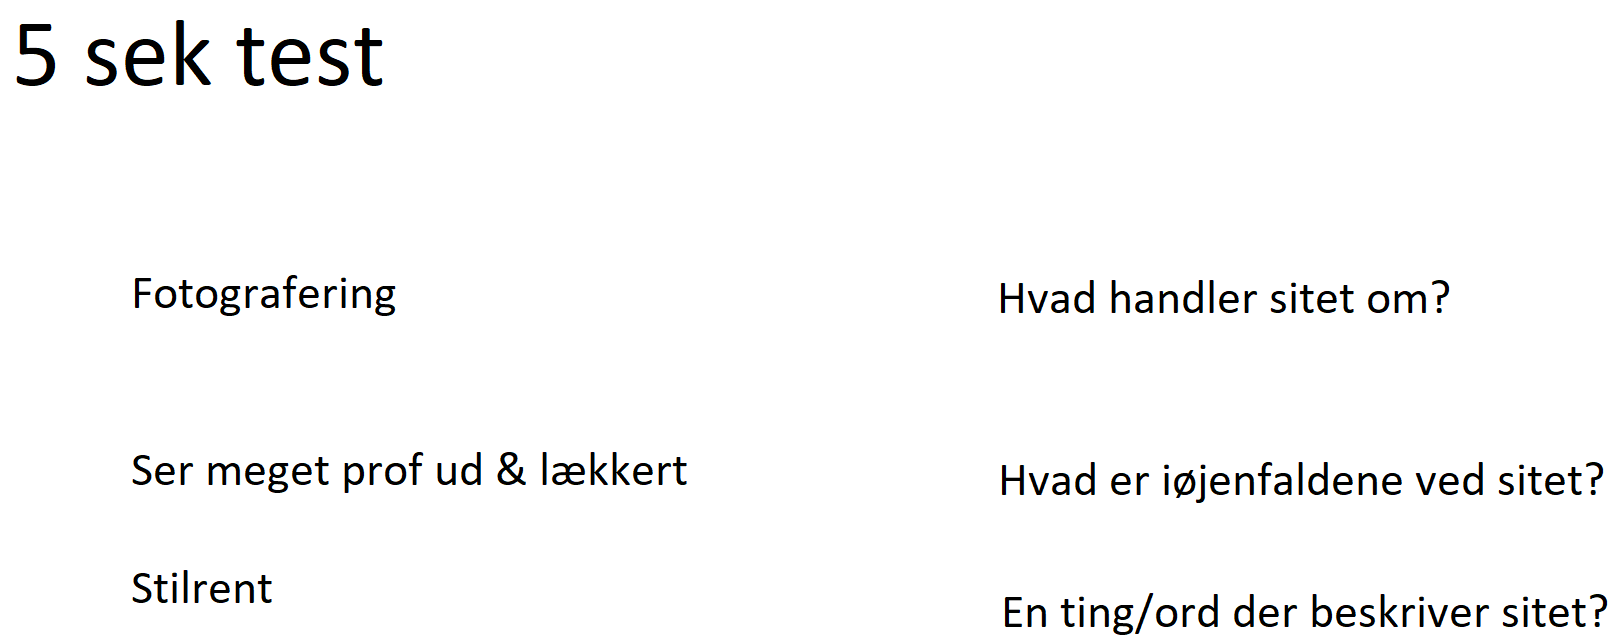 5 sek test
Fotografering
Hvad handler sitet om?
Ser meget prof ud & lækkert
Hvad er iøjenfaldene ved sitet?
Stilrent
En ting/ord der beskriver sitet?